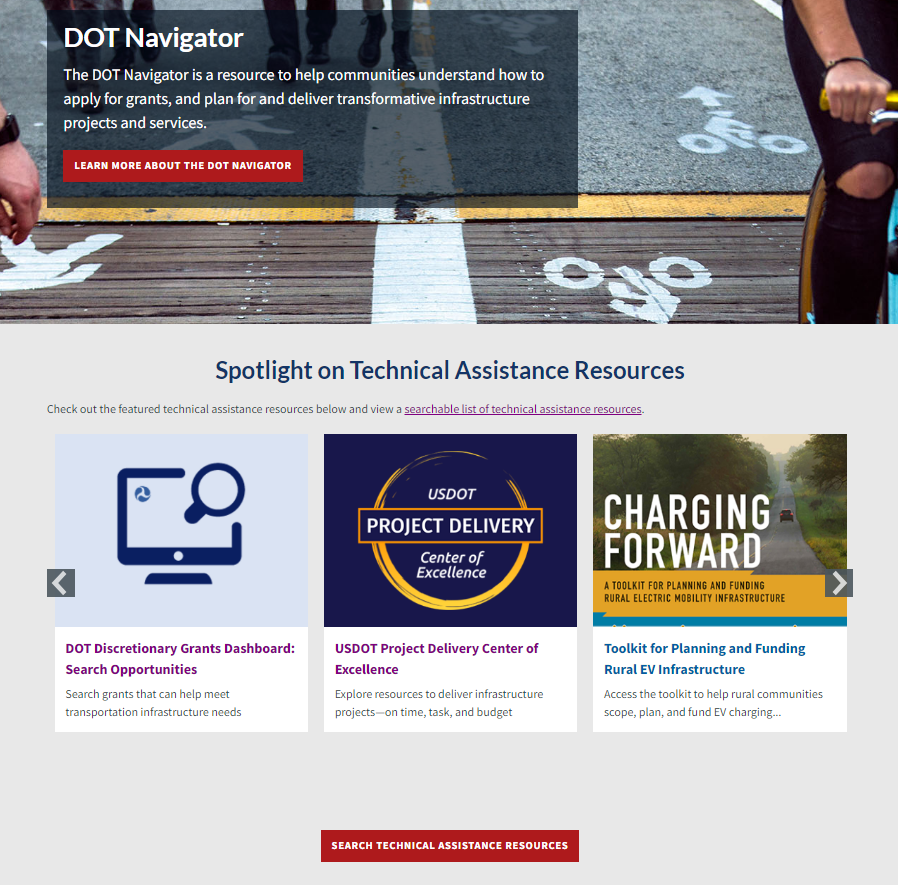 DOT Navigator
The DOT Navigator is a resource to help communities understand how to
apply for grants, and plan for and deliver transformative infrastructure
projects and services.
LEARN MORE ABOUT THE DOT NAVIGATOR
Spotlight on Technical Assistance Resources
Check out the featured technical assistance resources below and view a searchable list of technical assistance resources.
USDOT
PROJECT DELIVERY
Center of
Excellence
CHARGING
FORWARD
A TOOLKIT FOR PLANNING AND FUNDING
RURAL ELECTRIC MOBILITY INFRASTRUCTURE
DOT Discretionary Grants Dashboard:
Search Opportunities
Search grants that can help meet
transportation infrastructure needs
USDOT Project Delivery Center of
Excellence
Explore resources to deliver infrastructure
projects—on time, task, and budget
Toolkit for Planning and Funding
Rural EV Infrastructure
Access the toolkit to help rural communities
scope, plan, and fund EV charging...
SEARCH TECHNICAL ASSISTANCE RESOURCES